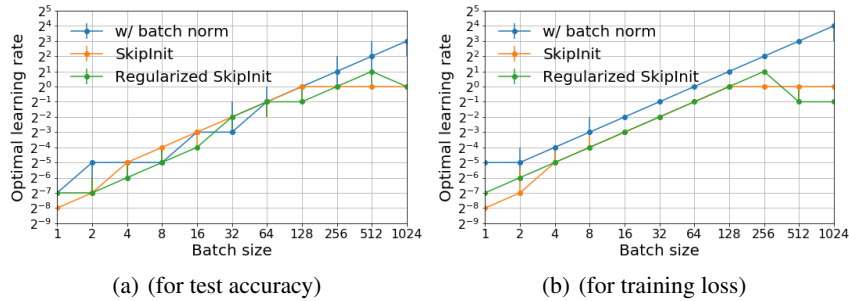 Optimal learning rate
2^5
2^4
2^3
2^2
2^1
2^0
2^-1
2^-2
2^-3
2^-4
2^-5
2^-6
2^-7
2^-8
2^-9
w/ batch norm
SkipInit
Regularized SkipInit
1 2 4 8 16 32 64 128 256 512 1024
Batch size
(a) (for test accuracy)
Optimal learning rate
2^5
2^4
2^3
2^2
2^1
2^0
2^-1
2^-2
2^-3
2^-4
2^-5
2^-6
2^-7
2^-8
2^-9
w/ batch norm
SkipInit
Regularized SkipInit
1 2 4 8 16 32 64 128 256 512 1024
Batch size
(b) (for training loss)